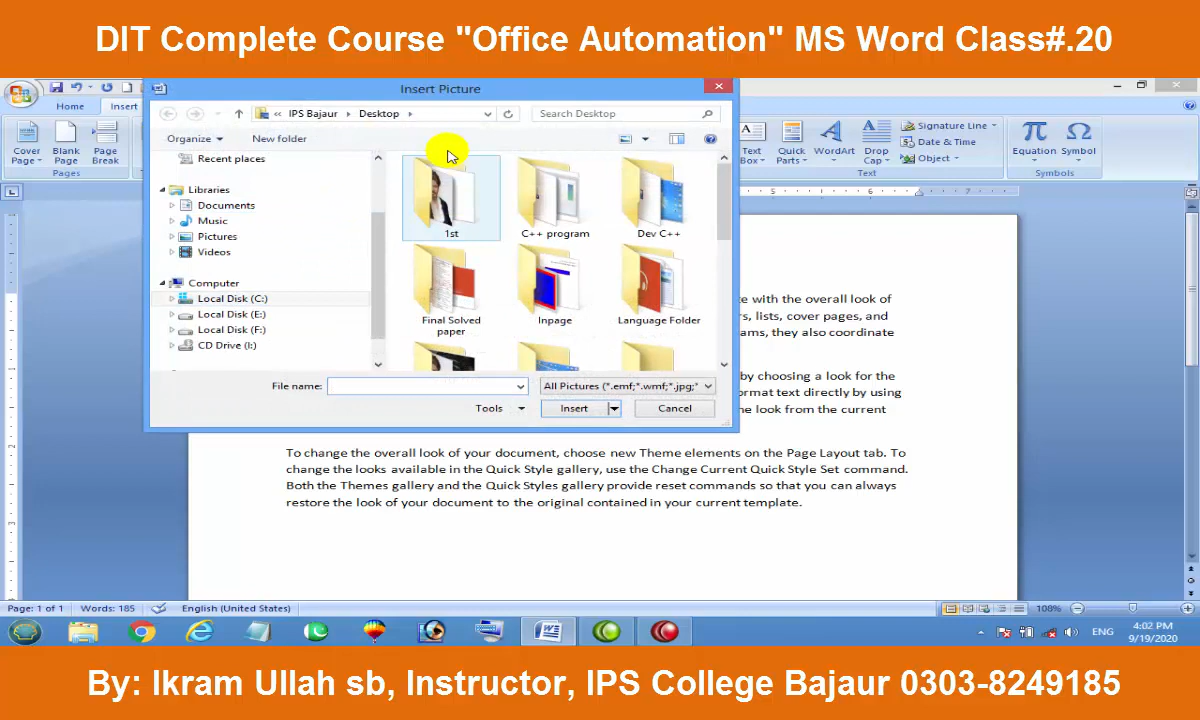 DIT Complete Course "Office Automation" MS Word Class#.20
Insert Picture
Home
Insert
IPS Bajaur
Desktop
Search Desktop
Organize
New folder
Cover
Page
Blank
Page
Page
Break
Pages
Text
Box
Quick
Parts
WordArt
Drop
Cap
Signature Line
Date & Time
Object
Text
Equation
Symbol
Symbols
Recent places
Libraries
Documents
Music
Pictures
Videos
Computer
Local Disk (C:)
Local Disk (E:)
Local Disk (F:)
CD Drive (I:)
1st
C++ program
Dev C++
Final Solved
paper
Inpage
Language Folder
File name:
All Pictures (*.emf;*.wmf;*.jpg;*
Tools
Insert
Cancel
5
6
7
e with the overall look of
rs, lists, cover pages, and
ams, they also coordinate
by choosing a look for the
ormat text directly by using
he look from the current
To change the overall look of your document, choose new Theme elements on the Page Layout tab. To
change the looks available in the Quick Style gallery, use the Change Current Quick Style Set command.
Both the Themes gallery and the Quick Styles gallery provide reset commands so that you can always
restore the look of your document to the original contained in your current template.
Page: 1 of 1
Words: 185
English (United States)
108%
ENG
4:02 PM
9/19/2020
By: Ikram Ullah sb, Instructor, IPS College Bajaur 0303-8249185